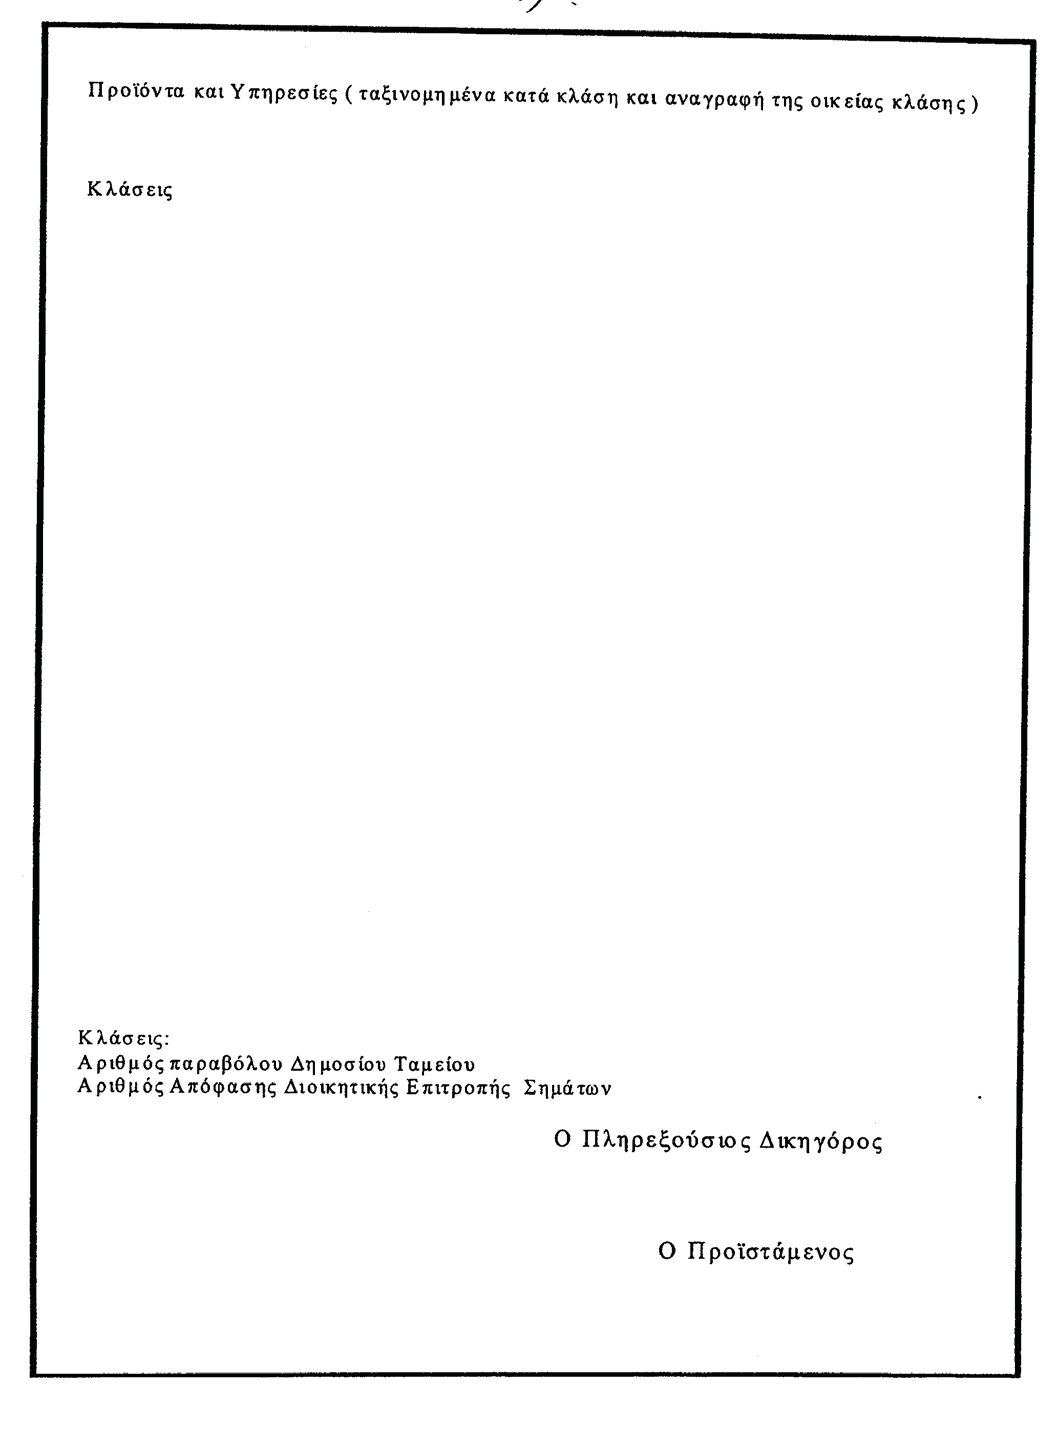 Προϊόντα και Υπηρεσίες ( ταξινομημένα κατά κλάση και αναγραφή της οικείας κλάσης )
Κλάσεις
Κλάσεις:
Αριθμός παραβόλου Δημοσίου Ταμείου
Αριθμός Απόφασης Διοικητικής Επιτροπής Σημάτων
Ο Πληρεξούσιος Δικηγόρος
Ο Προϊστάμενος